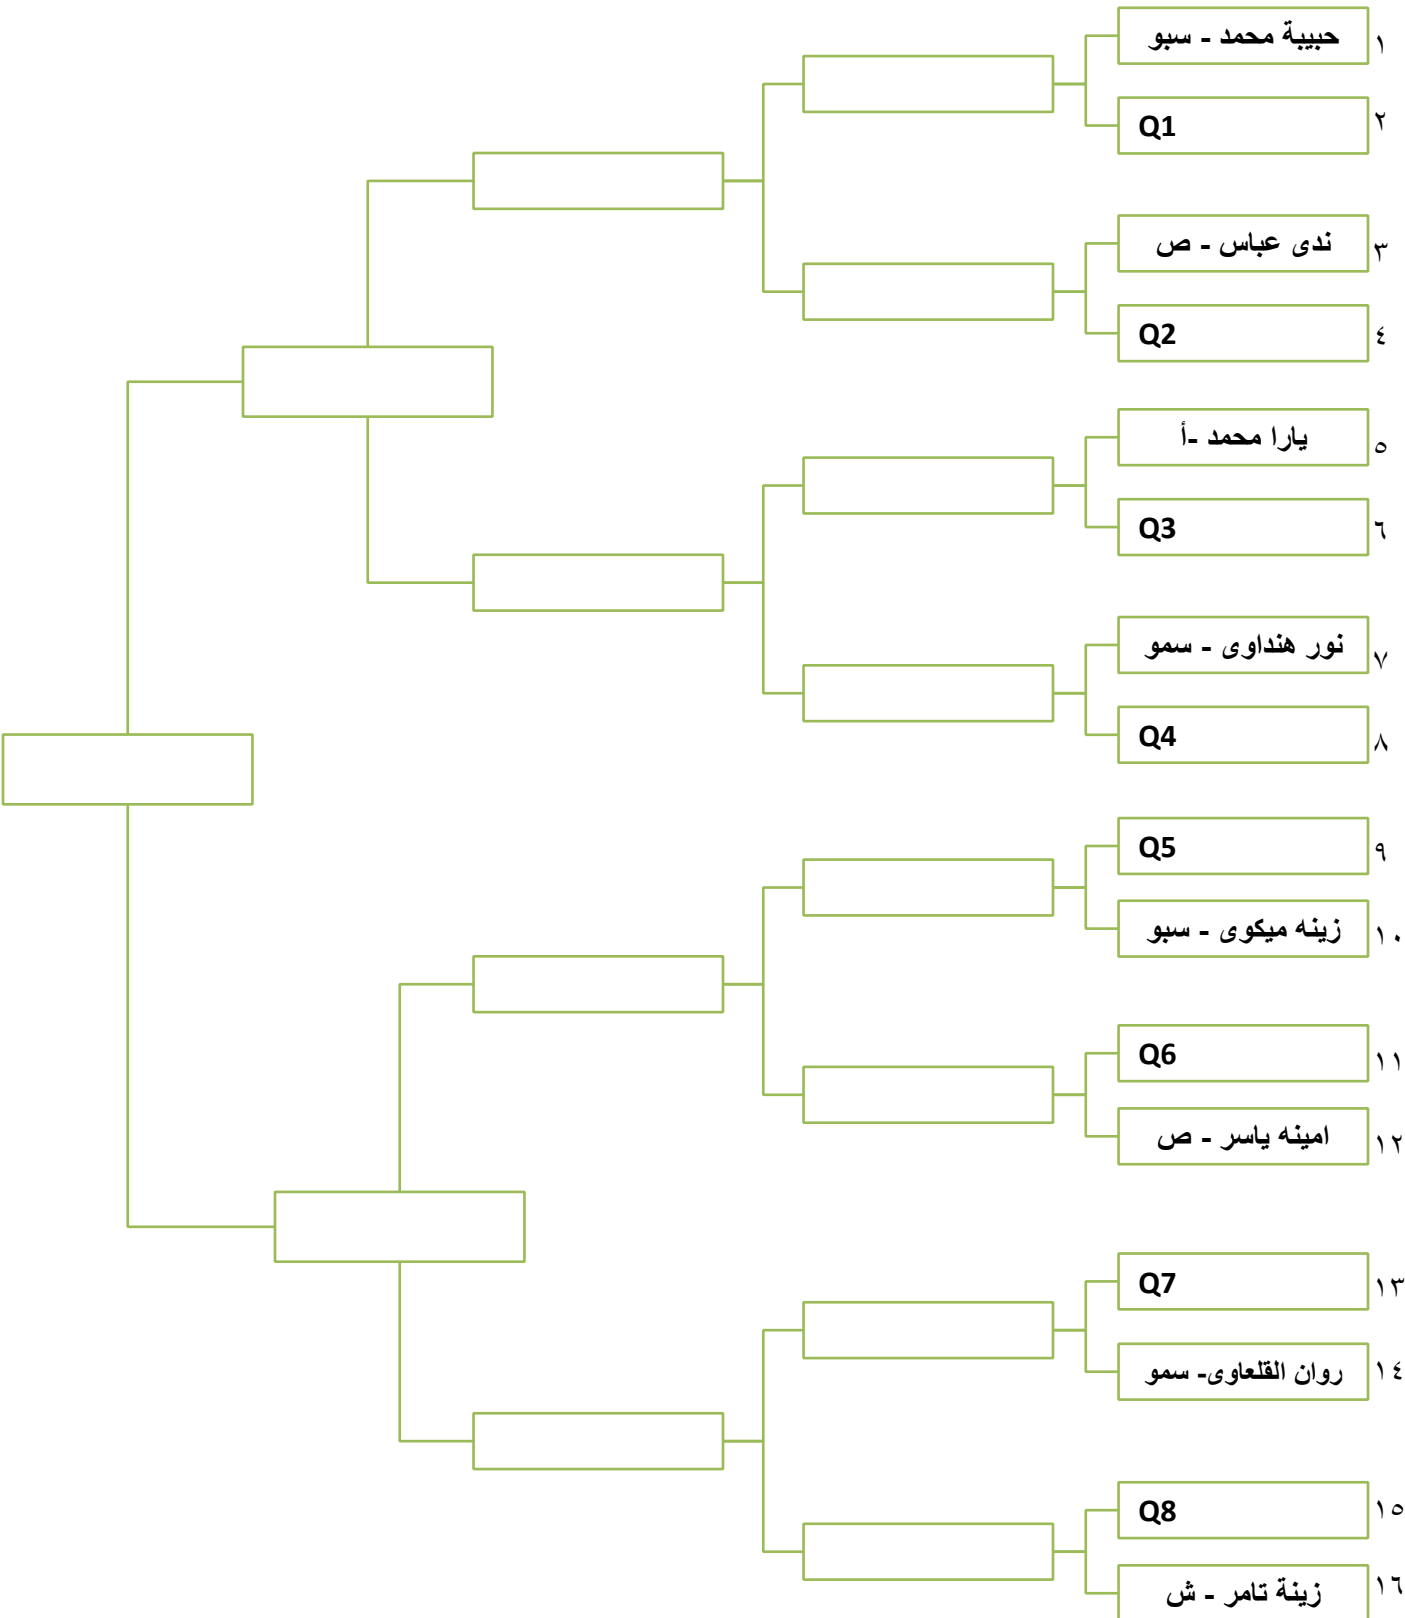 حبيبة محمد - سبو ١
Q1 ٢
ندى عباس - ص ٣
Q2 ٤
يارا محمد -أ ٥
Q3 ٦
نور هنداوى - سمو ٧
Q4 ٨
Q5 ٩
زينه ميكوى - سبو ١٠
Q6 ١١
امينه ياسر - ص ١٢
Q7 ١٣
روان القلعاوى- سمو ١٤
Q8 ١٥
زينة تامر - ش ١٦